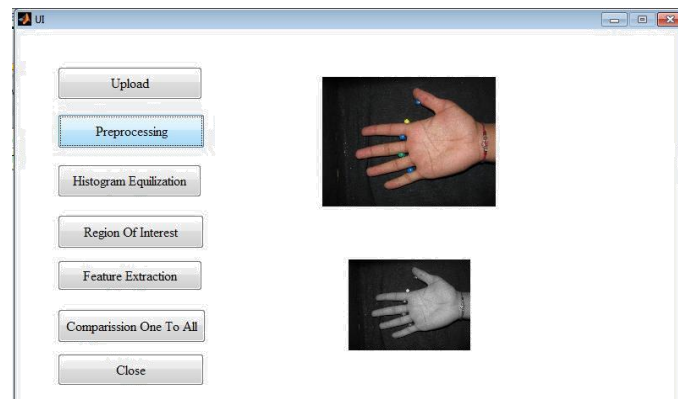 UI
Upload
Preprocessing
Histogram Equilization
Region Of Interest
Feature Extraction
Comparission One To All
Close